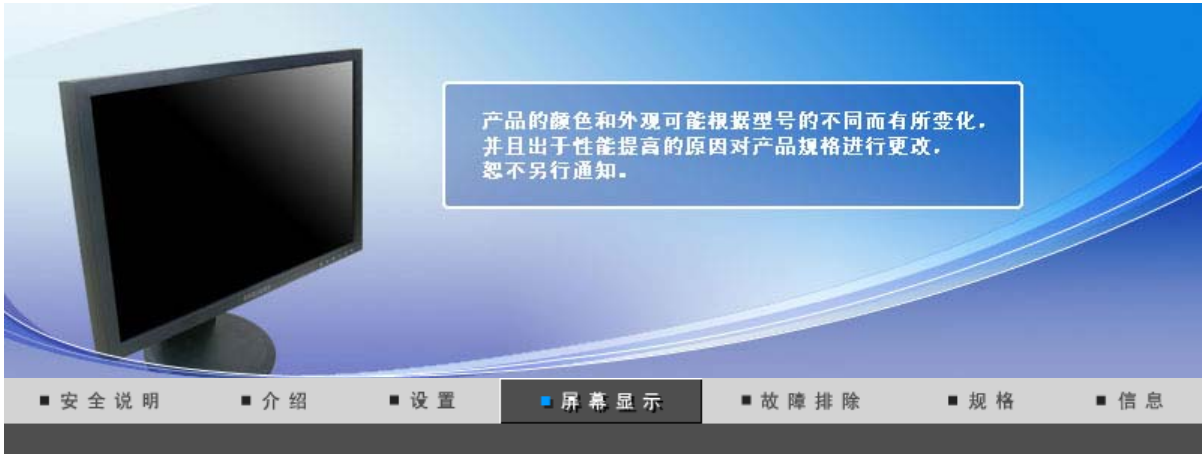 产品的颜色和外观可能根据型号的不同而有所变化，
并且出于性能提高的原因对产品规格进行更改，
恕不另行通知。
安全说明
介绍
设置
屏幕显示
故障排除
规格
信息